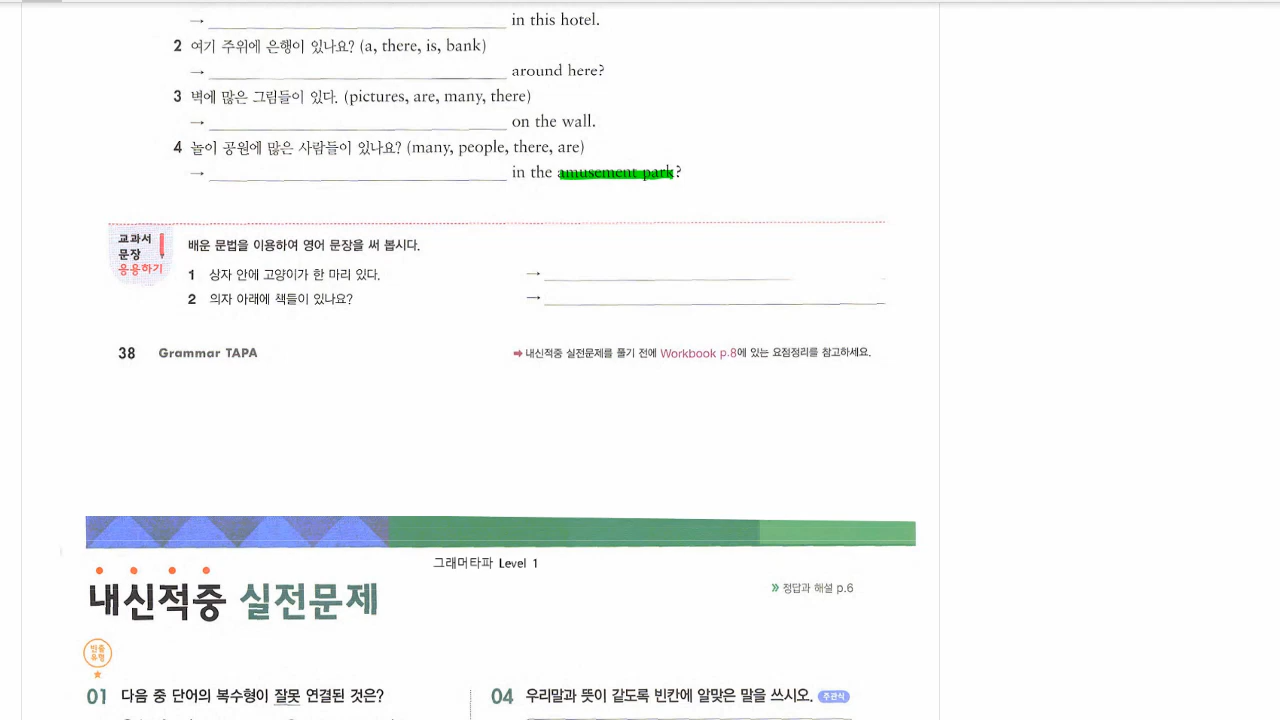 → in this hotel.
2 여기 주위에 은행이 있나요? (a, there, is, bank)
→ around here?
3 벽에 많은 그림들이 있다. (pictures, are, many, there)
→ on the wall.
4 놀이 공원에 많은 사람들이 있나요? (many, people, there, are)
→ in the amusement park?
교과서
문장
응용하기
배운 문법을 이용하여 영어 문장을 써 봅시다.
1 상자 안에 고양이가 한 마리 있다. →
2 의자 아래에 책들이 있나요? →
38 Grammar TAPA
➡ 내신적중 실전문제를 풀기 전에 Workbook p.8에 있는 요점정리를 참고하세요.
그래머타파 Level 1
내신적중 실전문제
» 정답과 해설 p.6
빈출
유형
01 다음 중 단어의 복수형이 잘못 연결된 것은?
04 우리말과 뜻이 같도록 빈칸에 알맞은 말을 쓰시오. 주관식